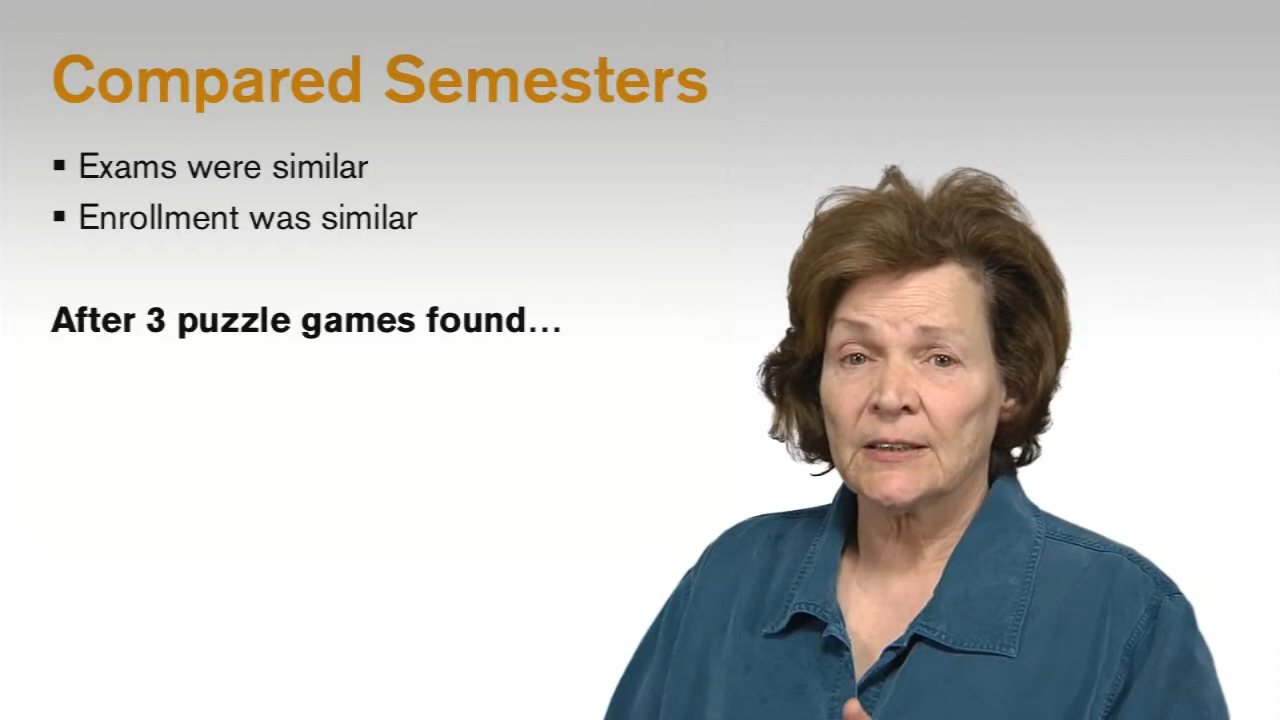 Compared Semesters
▪ Exams were similar
▪ Enrollment was similar
After 3 puzzle games found…